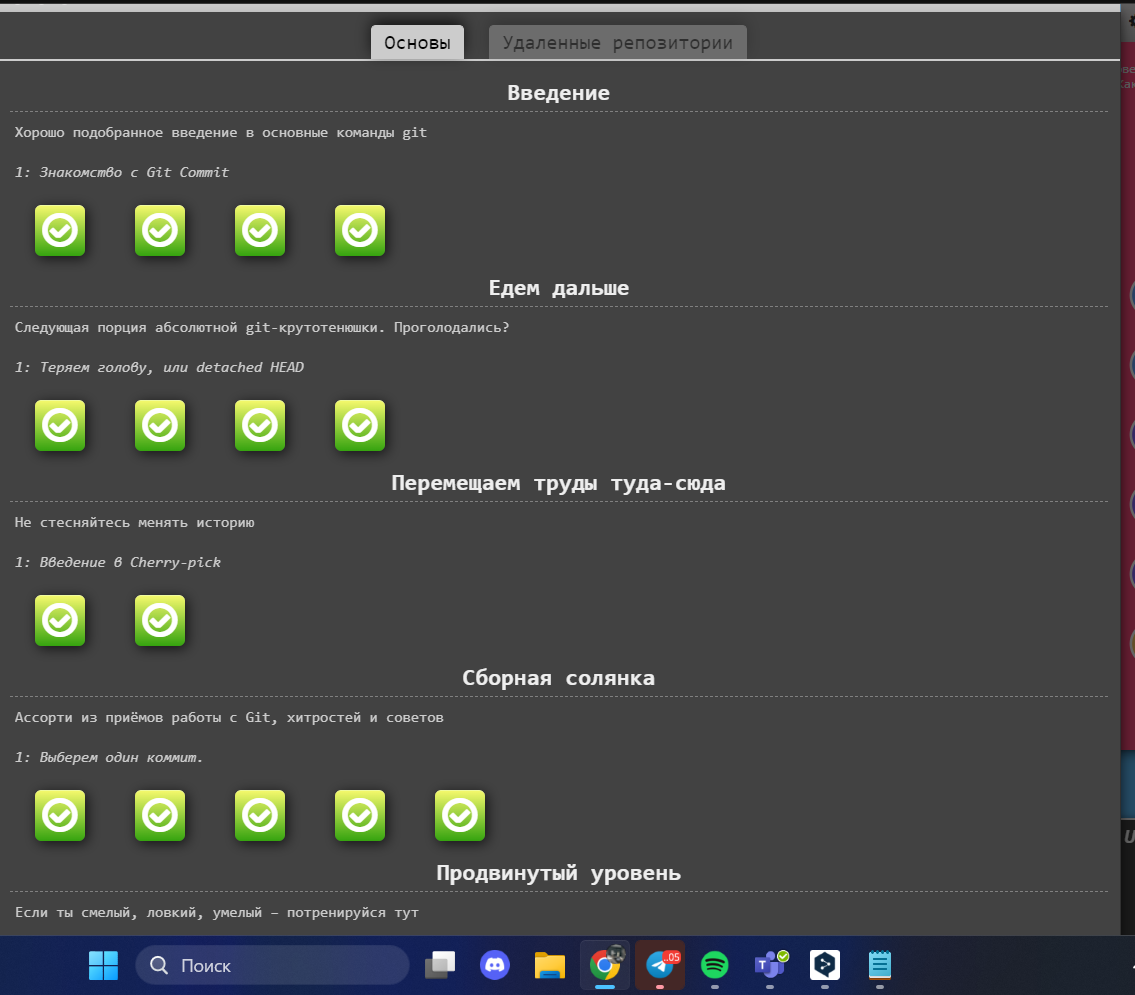 Основы
Удаленные репозитории
Введение
Хорошо подобранное введение в основные команды git
1: Знакомство с Git Commit
Едем дальше
Следующая порция абсолютной git-крутотенюшки. Проголодались?
1: Теряем голову, или detached HEAD
Перемещаем труды туда-сюда
Не стесняйтесь менять историю
1: Введение в Cherry-pick
Сборная солянка
Ассорти из приёмов работы с Git, хитростей и советов
1: Выберем один коммит.
Продвинутый уровень
Если ты смелый, ловкий, умелый — потренируйся тут
Поиск